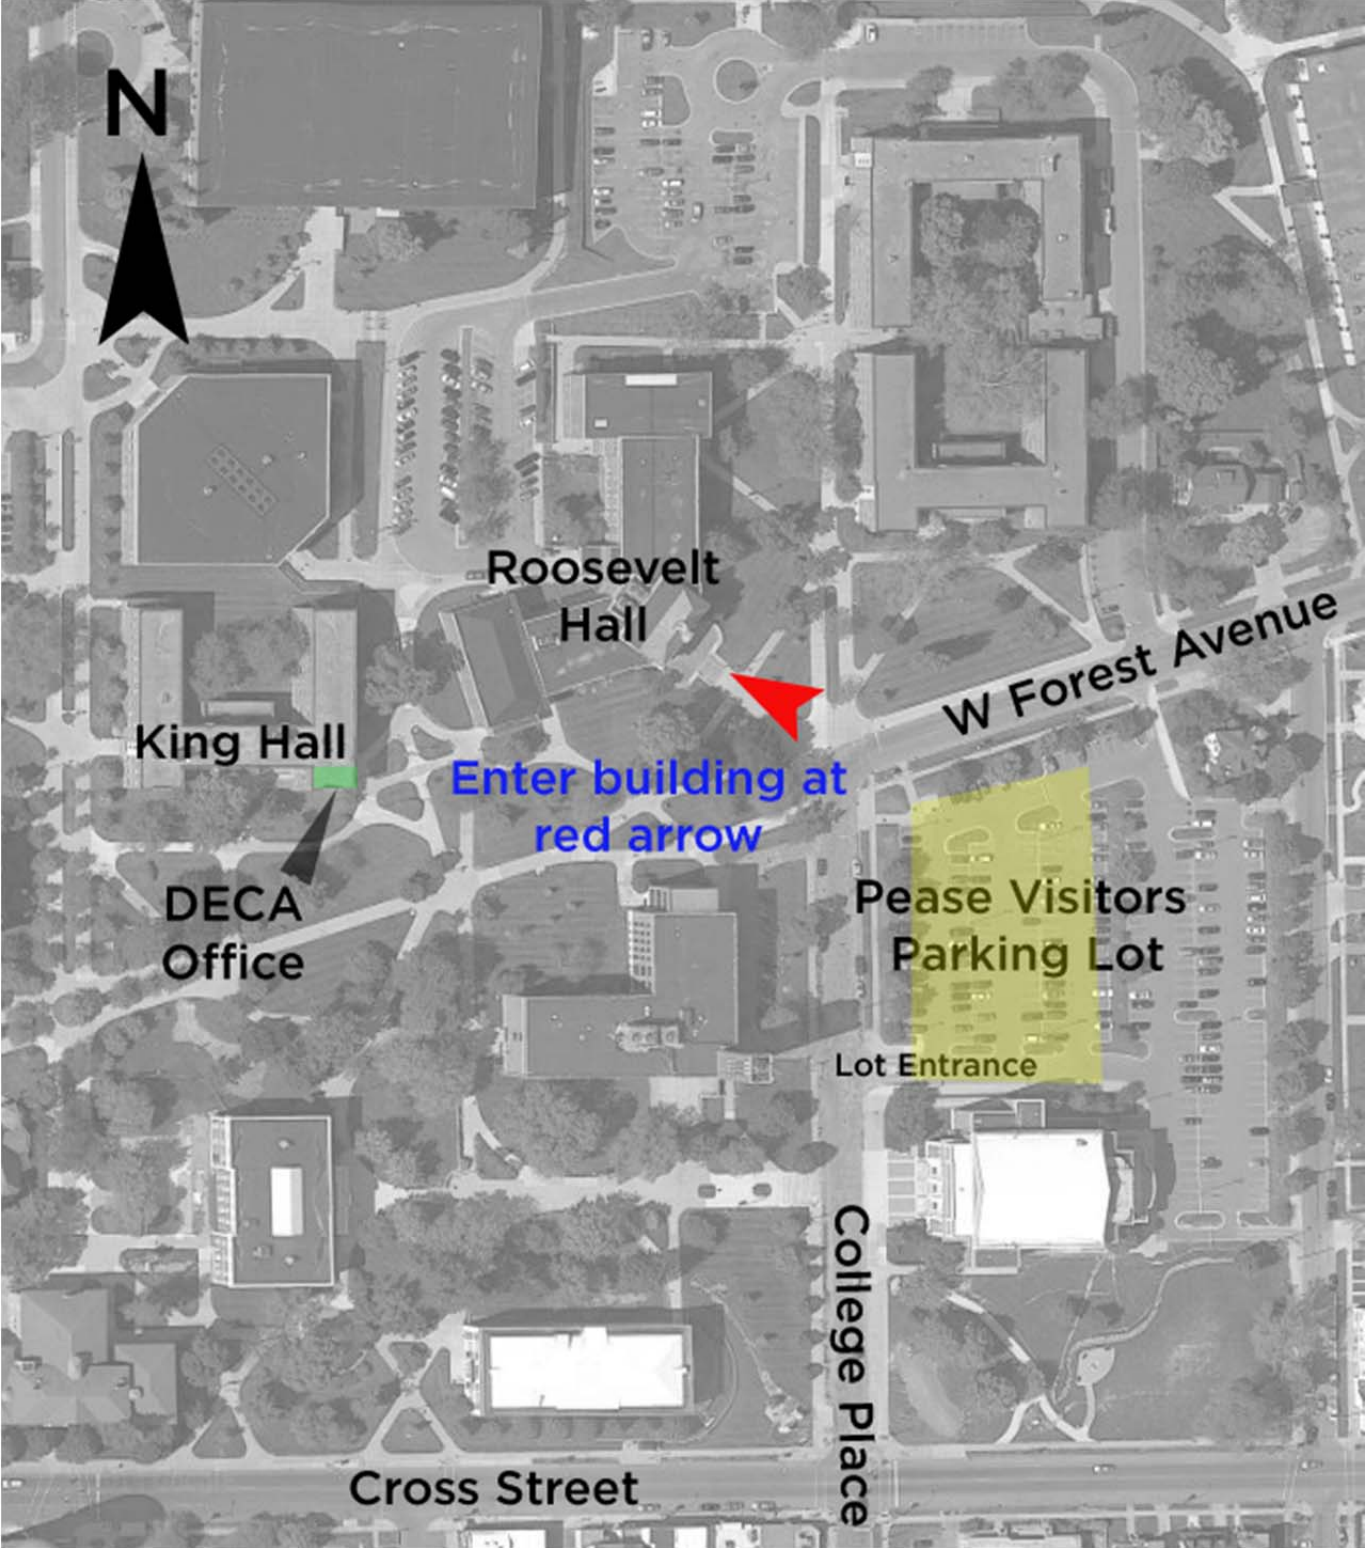 N
Roosevelt
Hall
W Forest Avenue
King Hall
Enter building at
red arrow
DECA
Office
Pease Visitors
Parking Lot
Lot Entrance
College Place
Cross Street